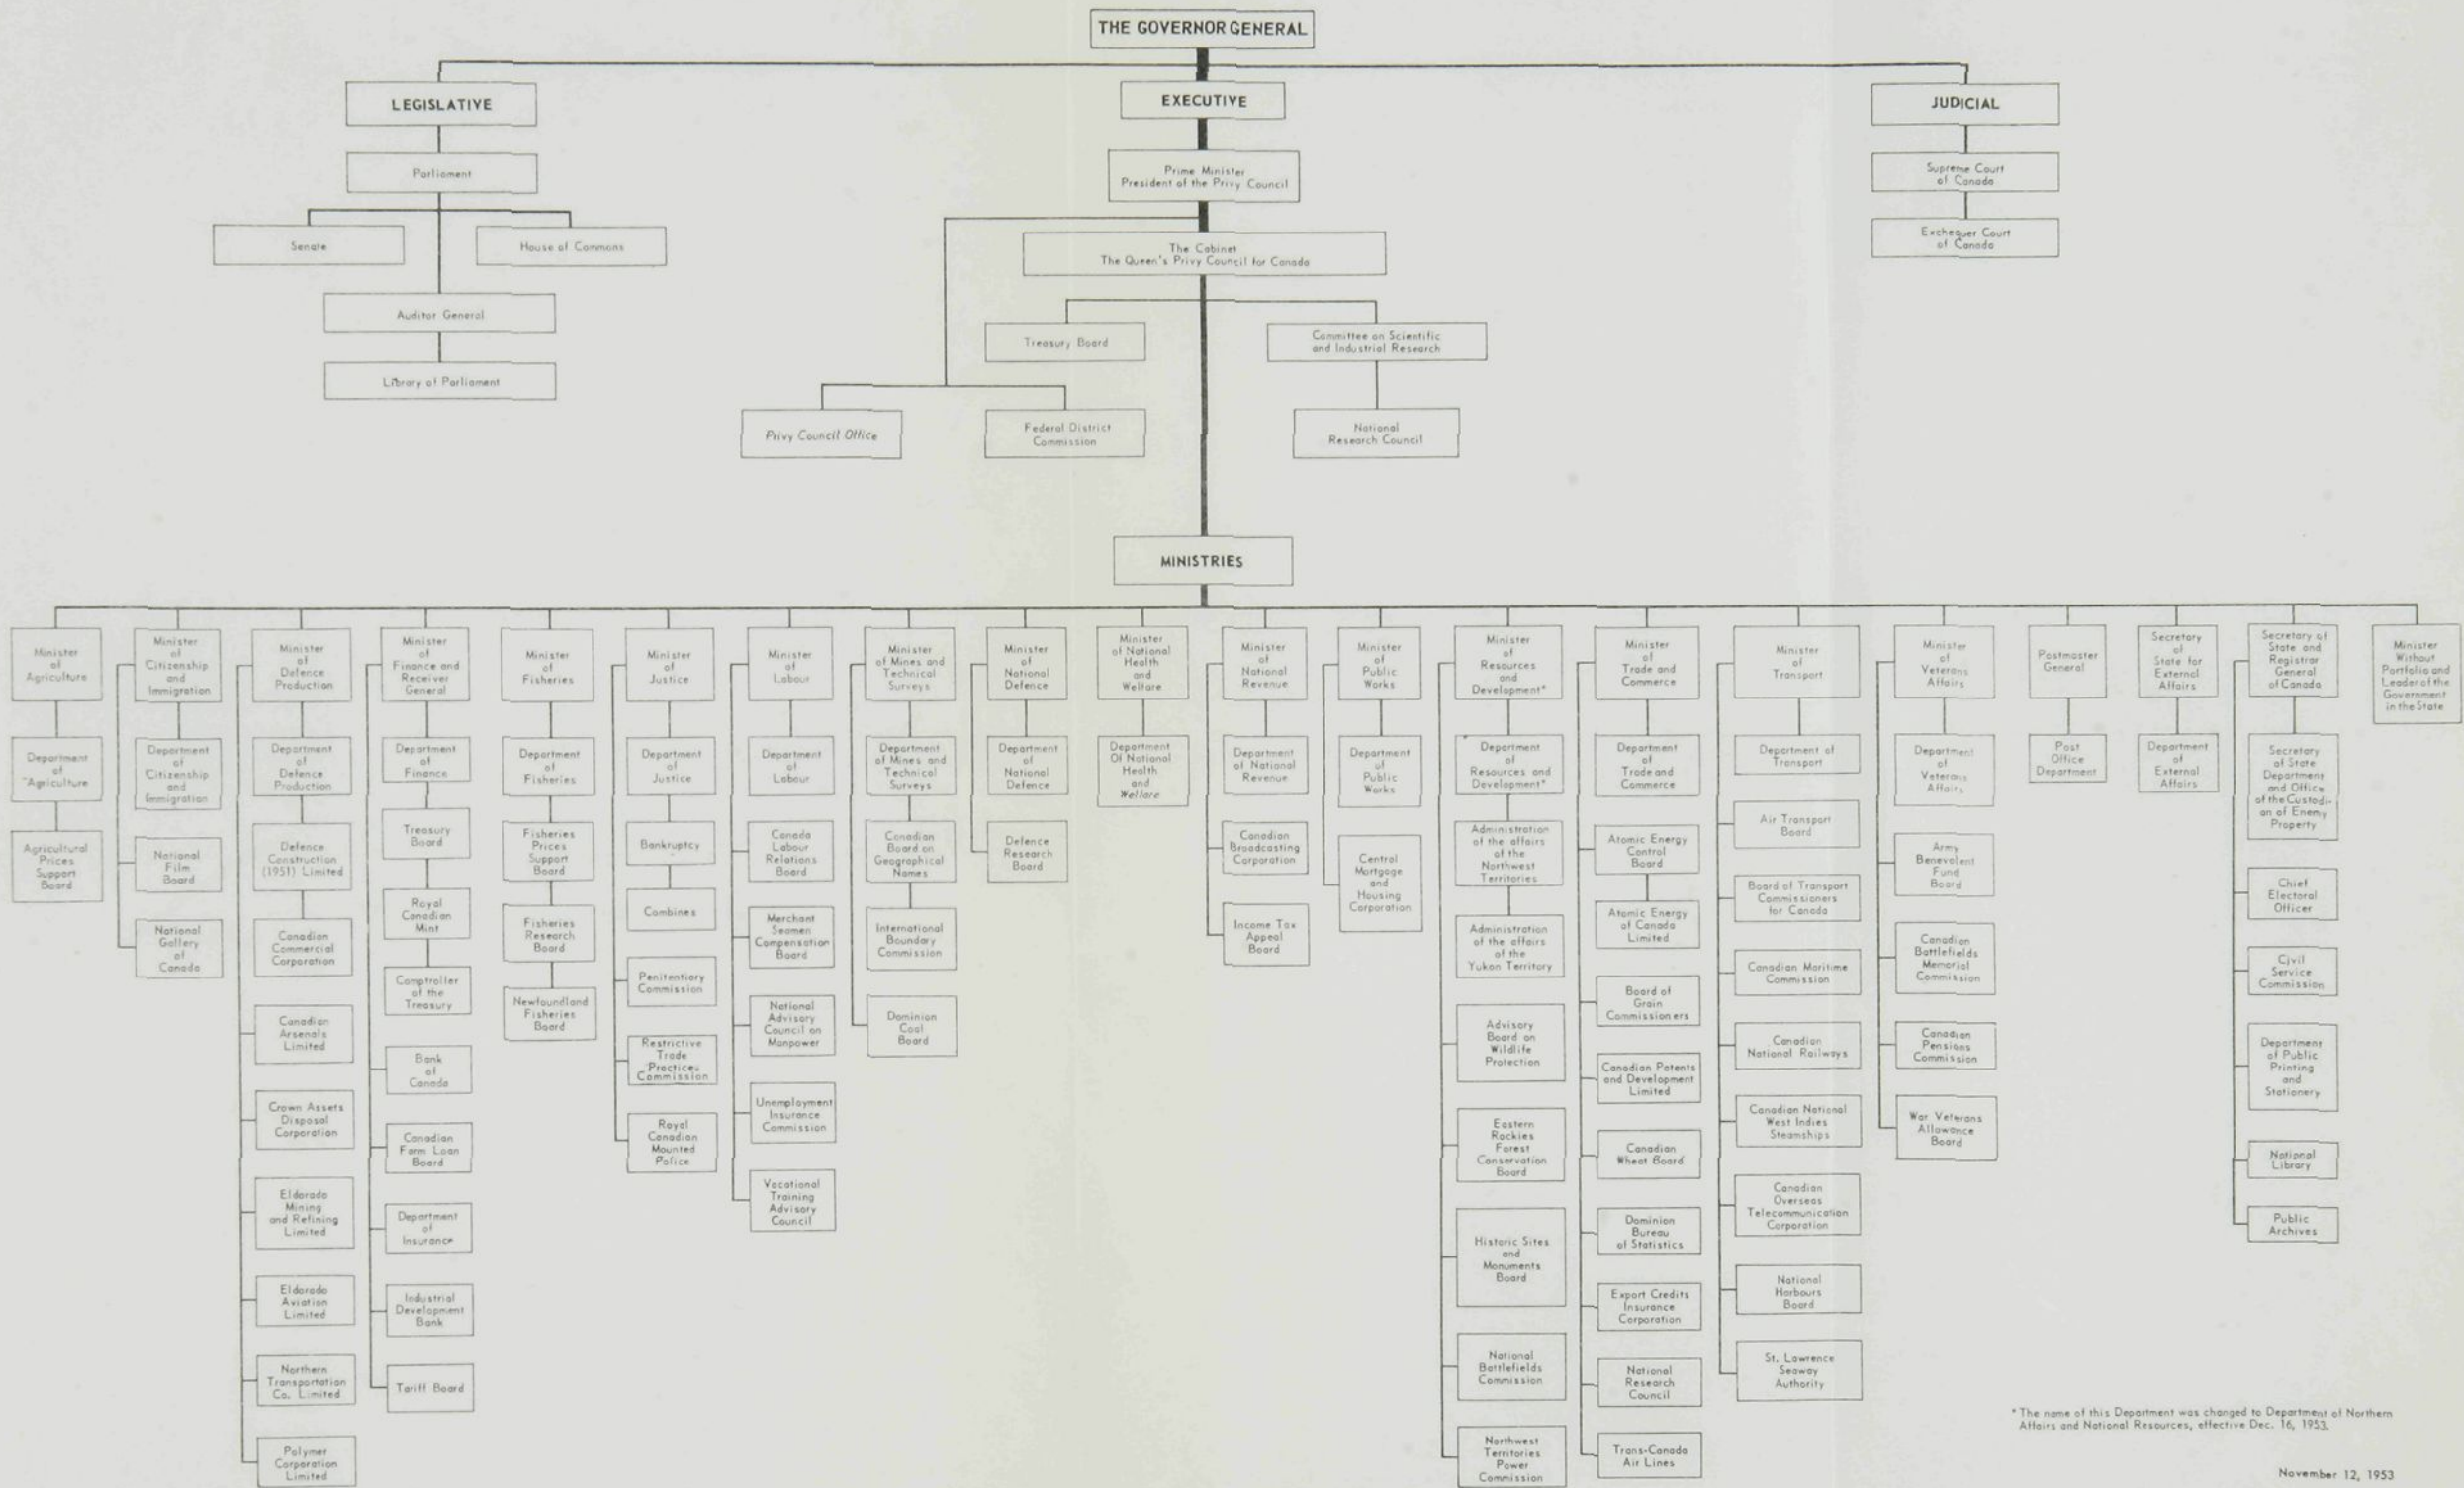 THE GOVERNOR GENERAL
LEGISLATIVE
EXECUTIVE
JUDICIAL
Parliament
Prime Minister
President of the Privy Council
Supreme Court
of Canada
Senate
House of Commons
The Cabinet
The Queen's Privy Council for Canada
Exchequer Court
of Canada
Auditor General
Treasury Board
Committee on Scientific
and Industrial Research
Library of Parliament
Privy Council Office
Federal District
Commission
National
Research Council
MINISTRIES
Minister
of
Agriculture
Department
of
"Agriculture
Agricultural
Prices
Support
Board
Minister
of
Citizenship
and
Immigration
Department
of
Citizenship
and
Immigration
National
Film
Board
National
Gallery
of
Canada
Minister
of
Defence
Production
Department
of
Defence
Production
Defence
Construction
(1951) Limited
Canadian
Commercial
Corporation
Canadian
Arsenals
Limited
Crown Assets
Disposal
Corporation
Eldorado
Mining
and Refining
Limited
Eldorado
Aviation
Limited
Northern
Transportation
Co. Limited
Polymer
Corporation
Limited
Minister
of
Finance and
Receiver
General
Department
of
Finance
Treasury
Board
Royal
Canadian
Mint
Comptroller
of the
Treasury
Bank
of
Canada
Canadian
Farm Loan
Board
Department
of
Insurance
Industrial
Development
Bank
Tariff Board
Minister
of
Fisheries
Department
of
Fisheries
Fisheries
Prices
Support
Board
Fisheries
Research
Board
Newfoundland
Fisheries
Board
Minister
of
Justice
Department
of
Justice
Bankruptcy
Combines
Penitentiary
Commission
Restrictive
Trade
Practices
Commission
Royal
Canadian
Mounted
Police
Minister
of
Labour
Department
of
Labour
Canada
Labour
Relations
Board
Merchant
Seamen
Compensation
Board
National
Advisory
Council on
Manpower
Unemployment
Insurance
Commission
Vocational
Training
Advisory
Council
Minister
of Mines and
Technical
Surveys
Department
of Mines and
Technical
Surveys
Canadian
Board on
Geographical
Names
International
Boundary
Commission
Dominion
Coal
Board
Minister
of
National
Defence
Department
of
National
Defence
Defence
Research
Board
Minister
of National
Health
and
Welfare
Department
Of National
Health
and
Welfare
Minister
of
National
Revenue
Department
of National
Revenue
Canadian
Broadcasting
Corporation
Income Tax
Appeal
Board
Minister
of
Public
Works
Department
of
Public
Works
Central
Mortgage
and
Housing
Corporation
Minister
of
Resources
and
Development*
Department
of
Resources and
Development*
Administration
of the affairs
of the
Northwest
Territories
Administration
of the affairs
of the
Yukon Territory
Advisory
Board on
Wildlife
Protection
Eastern
Rockies
Forest
Conservation
Board
Historic Sites
and
Monuments
Board
National
Battlefields
Commission
Northwest
Territories
Power
Commission
Minister
of
Trade and
Commerce
Department
of
Trade and
Commerce
Atomic Energy
Control
Board
Atomic Energy
of Canada
Limited
Board of
Grain
Commissioners
Canadian Patents
and Development
Limited
Canadian
Wheat Board
Dominion
Bureau
of Statistics
Export Credits
Insurance
Corporation
National
Research
Council
Trans-Canada
Air Lines
Minister
of
Transport
Department of
Transport
Air Transport
Board
Board of Transport
Commissioners
for Canada
Canadian Maritime
Commission
Canadian
National Railways
Canadian National
West Indies
Steamships
Canadian
Overseas
Telecommunication
Corporation
National
Harbours
Board
St. Lawrence
Seaway
Authority
Minister
of
Veterans
Affairs
Department
of
Veterans
Affairs
Army
Benevolent
Fund
Board
Canadian
Battlefields
Memorial
Commission
Canadian
Pensions
Commission
War Veterans
Allowance
Board
Postmaster
General
Post
Office
Department
Secretary
of
State for
External
Affairs
Department
of
External
Affairs
Secretary of
State and
Registrar
General
of Canada
Secretary
of State
Department
and Office
of the Custodi-
an of Enemy
Property
Chief
Electoral
Officer
Civil
Service
Commission
Department
of Public
Printing
and
Stationery
National
Library
Public
Archives
Minister
Without
Portfolio and
Leader of the
Government
in the State
* The name of this Department was changed to Department of Northern
Affairs and National Resources, effective Dec. 16, 1953.
November 12, 1953